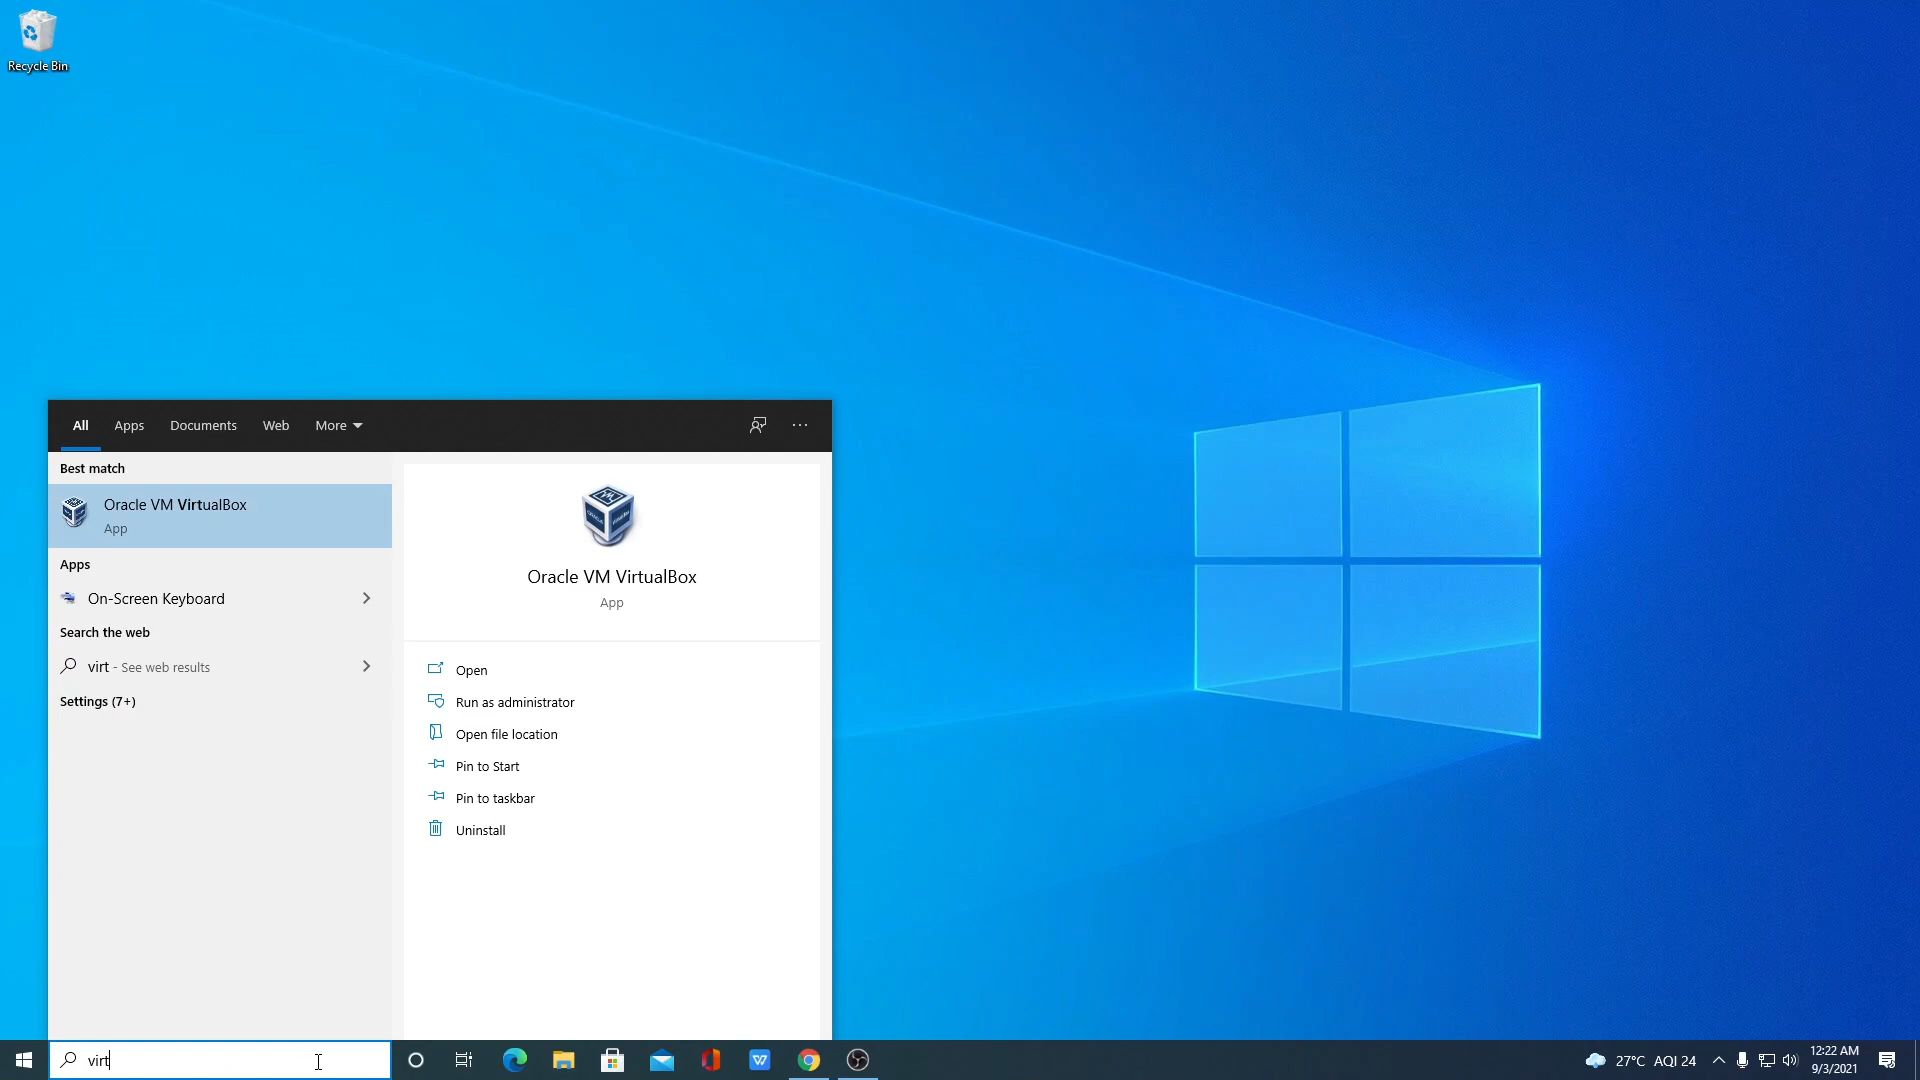 Recycle Bin
All Apps Documents Web More
Best match
Oracle VM VirtualBox
App
Apps
On-Screen Keyboard
Search the web
virt - See web results
Settings (7+)
Oracle VM VirtualBox
App
Open
Run as administrator
Open file location
Pin to Start
Pin to taskbar
Uninstall
virt
27°C AQI 24
12:22 AM
9/3/2021